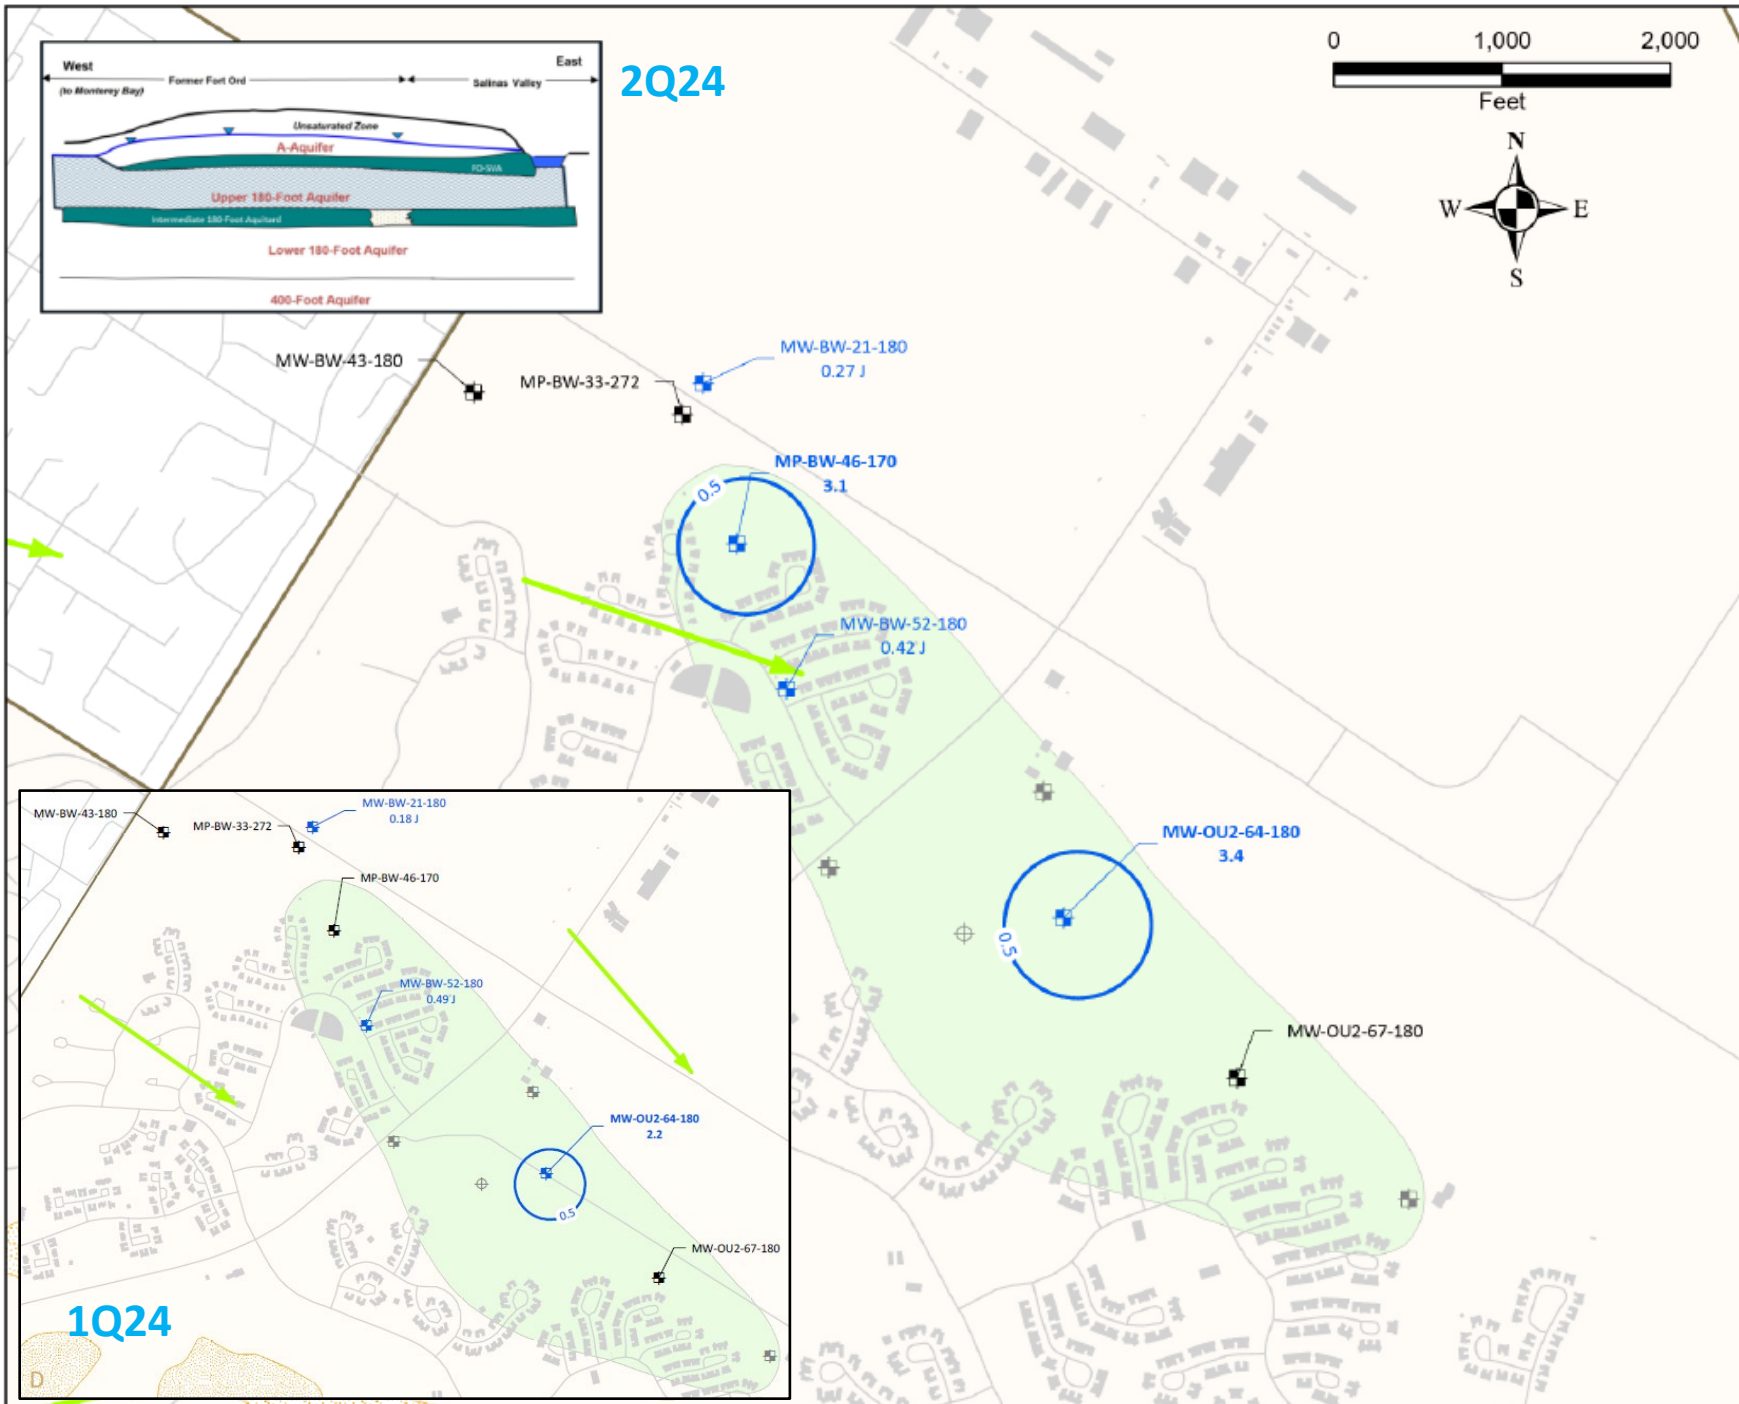 West
East
Former Fort Ord
Salinas Valley
(to Monterey Bay)
Unsaturated Zone
A-Aquifer
FO-SVA
Upper 180-Foot Aquifer
Intermediate 180-Foot Aquitard
Lower 180-Foot Aquifer
400-Foot Aquifer
2Q24
0 1,000 2,000
Feet
N
W E
S
MW-BW-43-180
MP-BW-33-272
MW-BW-21-180
0.27 J
MP-BW-46-170
3.1
0.5
MW-BW-52-180
0.42 J
MW-OU2-64-180
3.4
0.5
MW-OU2-67-180
MW-BW-43-180
MP-BW-33-272
MW-BW-21-180
0.18 J
MP-BW-46-170
MW-BW-52-180
0.49 J
MW-OU2-64-180
2.2
0.5
MW-OU2-67-180
1Q24
D